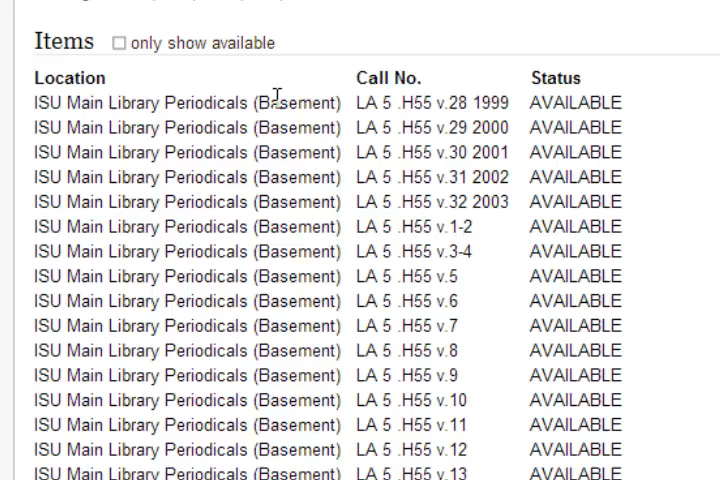 Items only show available
Location Call No. Status
ISU Main Library Periodicals (Basement) LA 5 .H55 v.28 1999 AVAILABLE
ISU Main Library Periodicals (Basement) LA 5 .H55 v.29 2000 AVAILABLE
ISU Main Library Periodicals (Basement) LA 5 .H55 v.30 2001 AVAILABLE
ISU Main Library Periodicals (Basement) LA 5 .H55 v.31 2002 AVAILABLE
ISU Main Library Periodicals (Basement) LA 5 .H55 v.32 2003 AVAILABLE
ISU Main Library Periodicals (Basement) LA 5 .H55 v.1-2 AVAILABLE
ISU Main Library Periodicals (Basement) LA 5 .H55 v.3-4 AVAILABLE
ISU Main Library Periodicals (Basement) LA 5 .H55 v.5 AVAILABLE
ISU Main Library Periodicals (Basement) LA 5 .H55 v.6 AVAILABLE
ISU Main Library Periodicals (Basement) LA 5 .H55 v.7 AVAILABLE
ISU Main Library Periodicals (Basement) LA 5 .H55 v.8 AVAILABLE
ISU Main Library Periodicals (Basement) LA 5 .H55 v.9 AVAILABLE
ISU Main Library Periodicals (Basement) LA 5 .H55 v.10 AVAILABLE
ISU Main Library Periodicals (Basement) LA 5 .H55 v.11 AVAILABLE
ISU Main Library Periodicals (Basement) LA 5 .H55 v.12 AVAILABLE
ISU Main Library Periodicals (Basement) LA 5 .H55 v.13 AVAILABLE